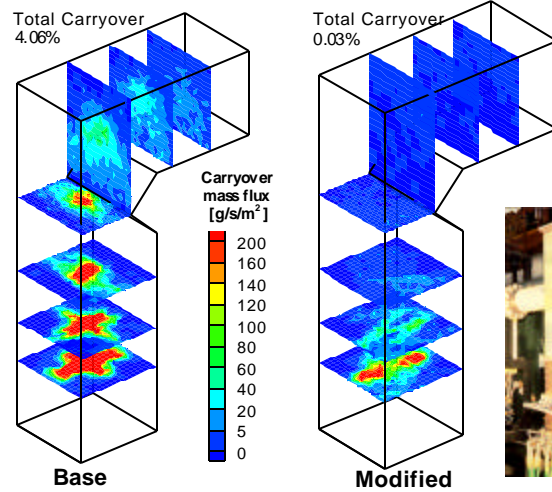 Total Carryover
4.06%
Total Carryover
0.03%
Carryover
mass flux
[g/s/m²]
200
140
120
100
80
60
40
20
5
0
Base
Modified